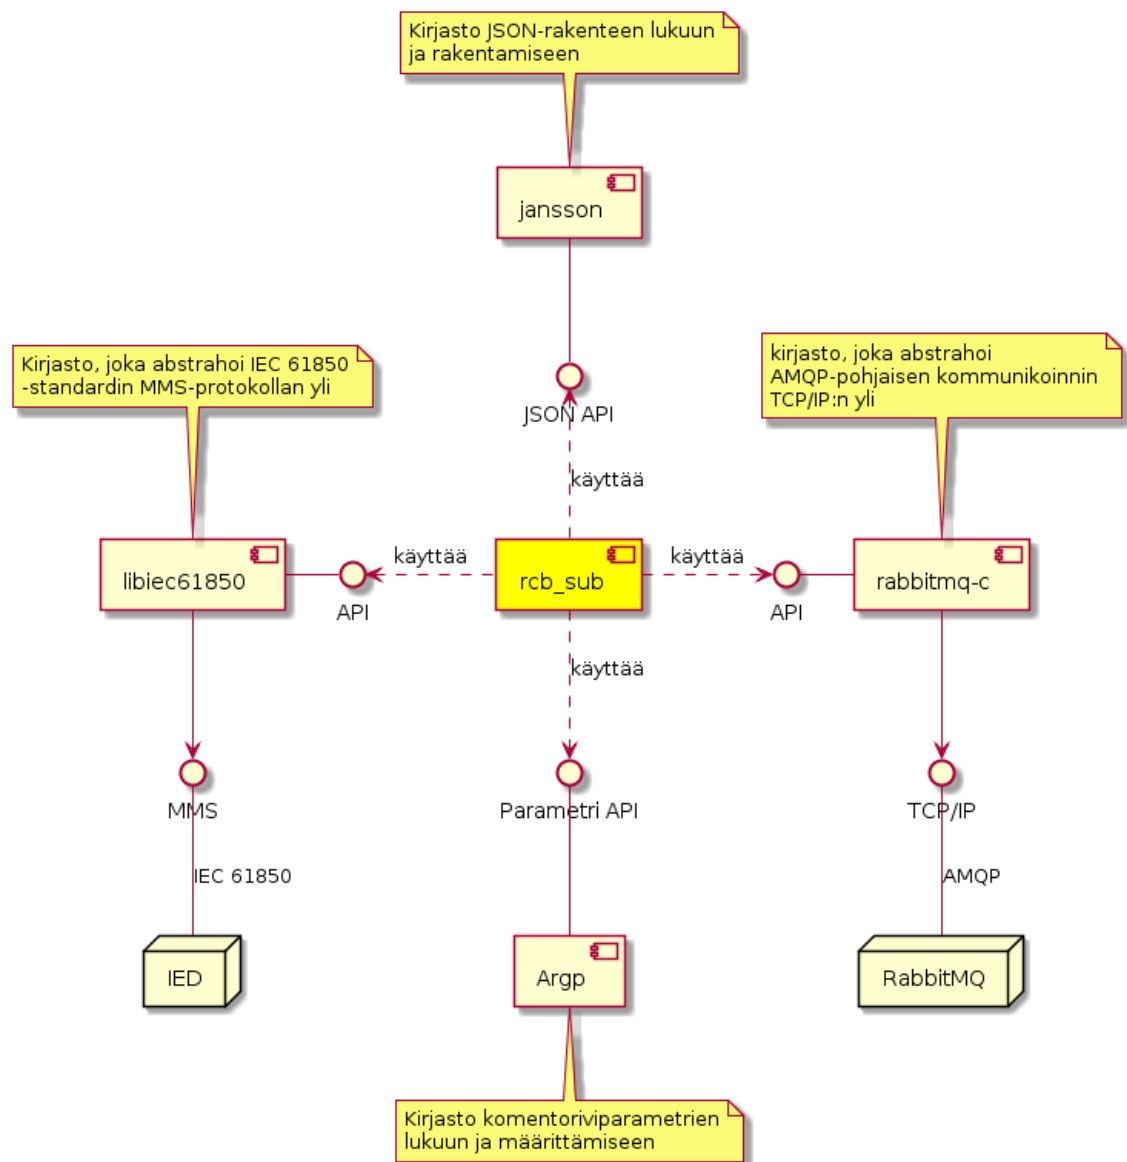 Kirjasto JSON-rakenteen lukuun
ja rakentamiseen
jansson
JSON API
käyttää
Kirjasto, joka abstrahoi IEC 61850
-standardin MMS-protokollan yli
kirjasto, joka abstrahoi
AMQP-pohjaisen kommunikoinnin
TCP/IP:n yli
libiec61850
API
käyttää
rcb_sub
käyttää
API
rabbitmq-c
käyttää
MMS
Parametri API
TCP/IP
IEC 61850
AMQP
IED
Argp
RabbitMQ
Kirjasto komentoriviparametrien
lukuun ja määrittämiseen